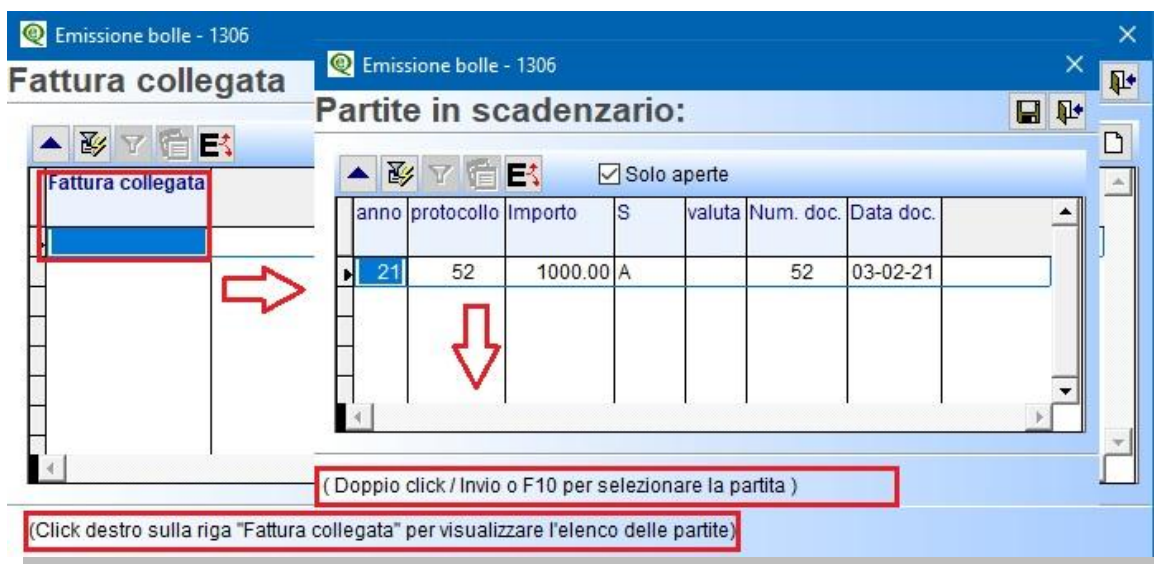 Emissione bolle - 1306
Fattura collegata
Fattura collegata
Emissione bolle - 1306
Partite in scadenzario:
Solo aperte
anno protocollo Importo S valuta Num. doc. Data doc.
21 52 1000.00 A 52 03-02-21
( Doppio click / Invio o F10 per selezionare la partita )
(Click destro sulla riga "Fattura collegata" per visualizzare l'elenco delle partite)